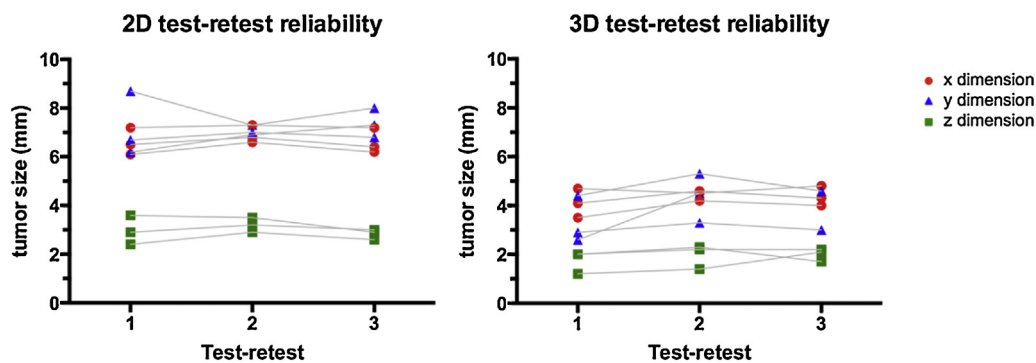 2D test-retest reliability
tumor size (mm)
10
8
6
4
2
0
1 2 3
Test-retest
3D test-retest reliability
tumor size (mm)
10
8
6
4
2
0
1 2 3
Test-retest
x dimension
y dimension
z dimension